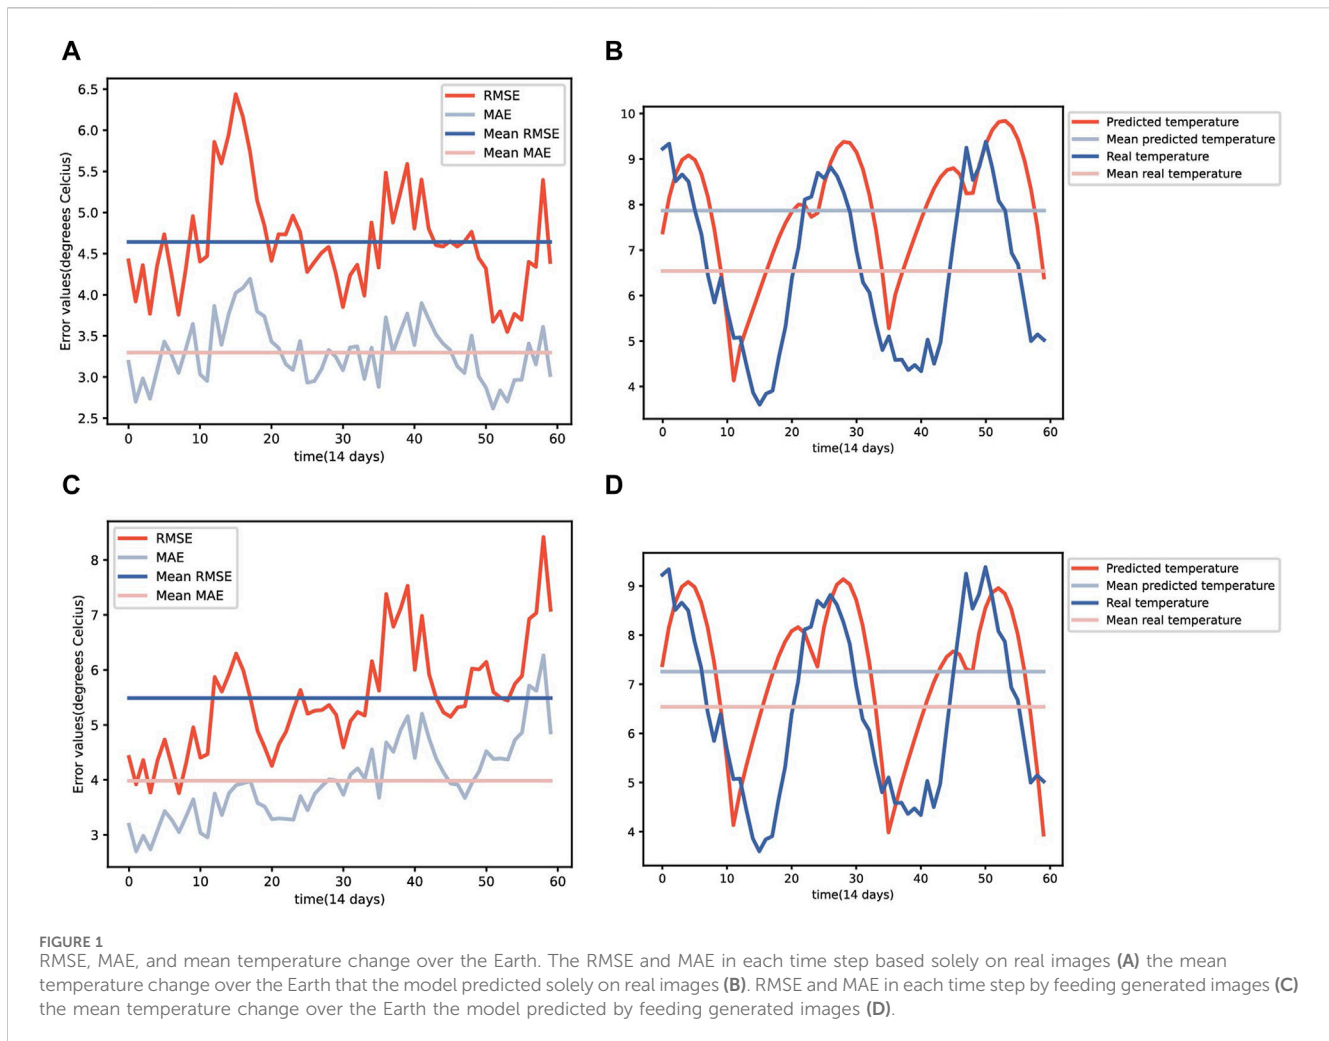 A
6.5
6.0
5.5
5.0
4.5
4.0
3.5
3.0
2.5
Error values(degreees Celcius)
0 10 20 30 40 50 60
time(14 days)
RMSE
MAE
Mean RMSE
Mean MAE
B
10
9
8
7
6
5
4
0 10 20 30 40 50 60
time(14 days)
Predicted temperature
Mean predicted temperature
Real temperature
Mean real temperature
C
8
7
6
5
4
3
Error values(degreees Celcius)
0 10 20 30 40 50 60
time(14 days)
RMSE
MAE
Mean RMSE
Mean MAE
D
9
8
7
6
5
4
0 10 20 30 40 50 60
time(14 days)
Predicted temperature
Mean predicted temperature
Real temperature
Mean real temperature
FIGURE 1
RMSE, MAE, and mean temperature change over the Earth. The RMSE and MAE in each time step based solely on real images (A) the mean
temperature change over the Earth that the model predicted solely on real images (B). RMSE and MAE in each time step by feeding generated images (C)
the mean temperature change over the Earth the model predicted by feeding generated images (D).